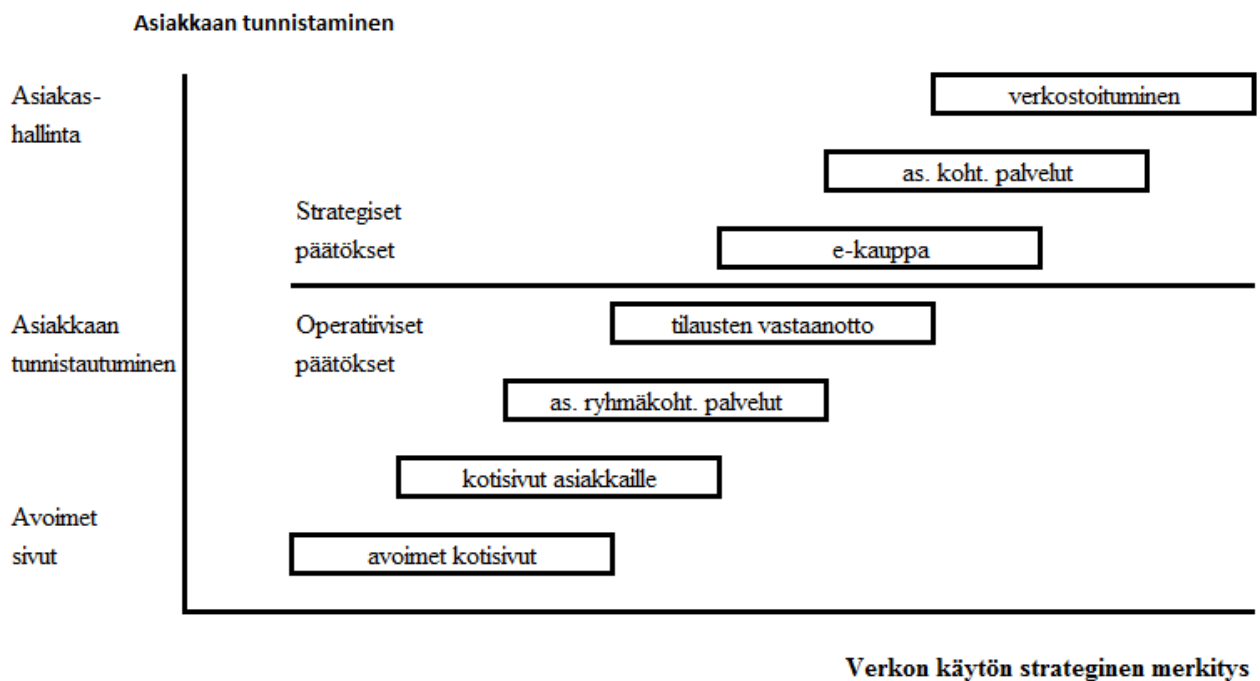 Asiakkaan tunnistaminen
Asiakas-
hallinta
verkostoituminen
as. koht. palvelut
Strategiset
päätökset
e-kauppa
Asiakkaan
tunnistautuminen
Operatiiviset
päätökset
tilausten vastaanotto
as. ryhmäkoht. palvelut
kotisivut asiakkaille
Avoimet
sivut
avoimet kotisivut
Verkon käytön strateginen merkitys